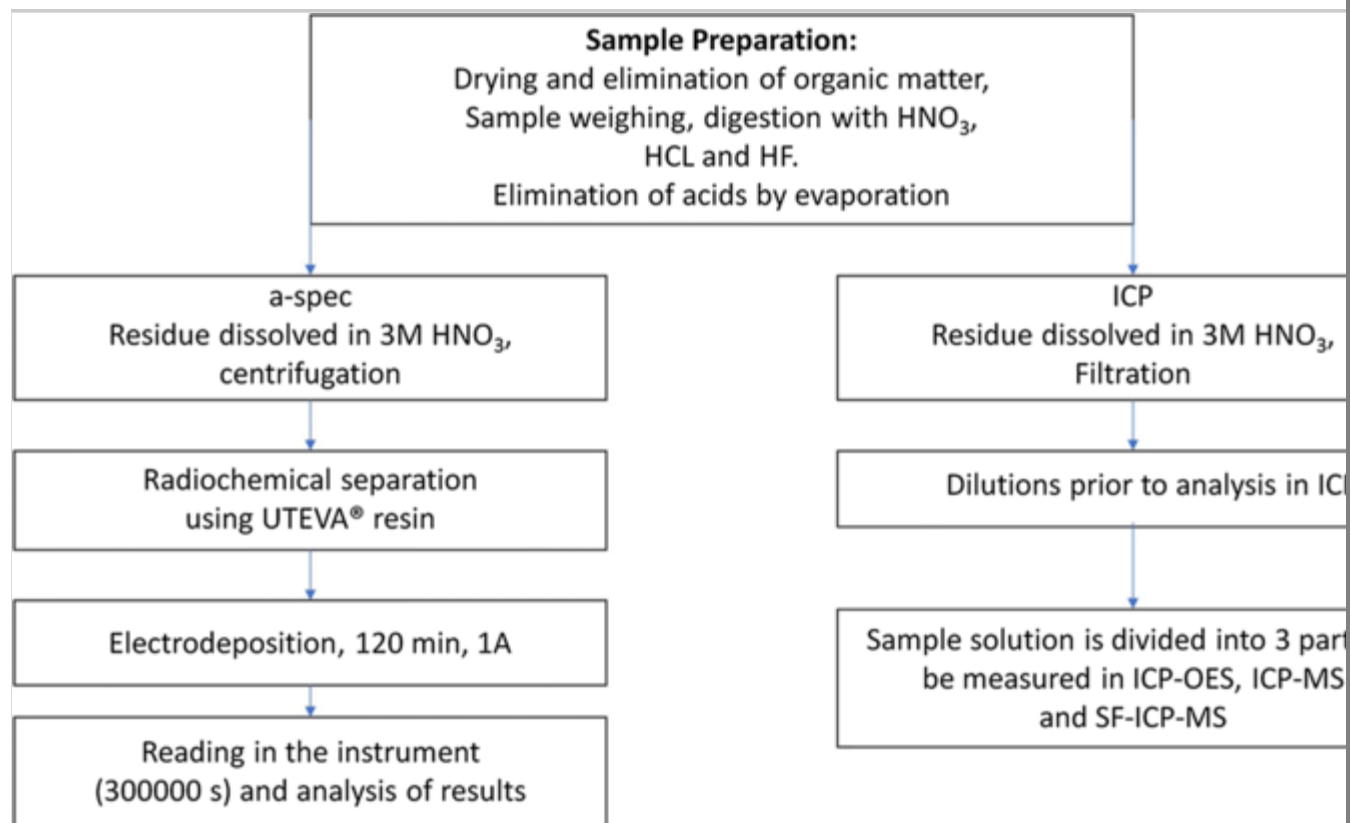 Sample Preparation:
Drying and elimination of organic matter,
Sample weighing, digestion with HNO₃,
HCL and HF.
Elimination of acids by evaporation
a-spec
Residue dissolved in 3M HNO₃,
centrifugation
Radiochemical separation
using UTEVA® resin
Electrodeposition, 120 min, 1A
Reading in the instrument
(300000 s) and analysis of results
ICP
Residue dissolved in 3M HNO₃,
Filtration
Dilutions prior to analysis in
Sample solution is divided into 3
be measured in ICP-OES, ICP-MS
and SF-ICP-MS